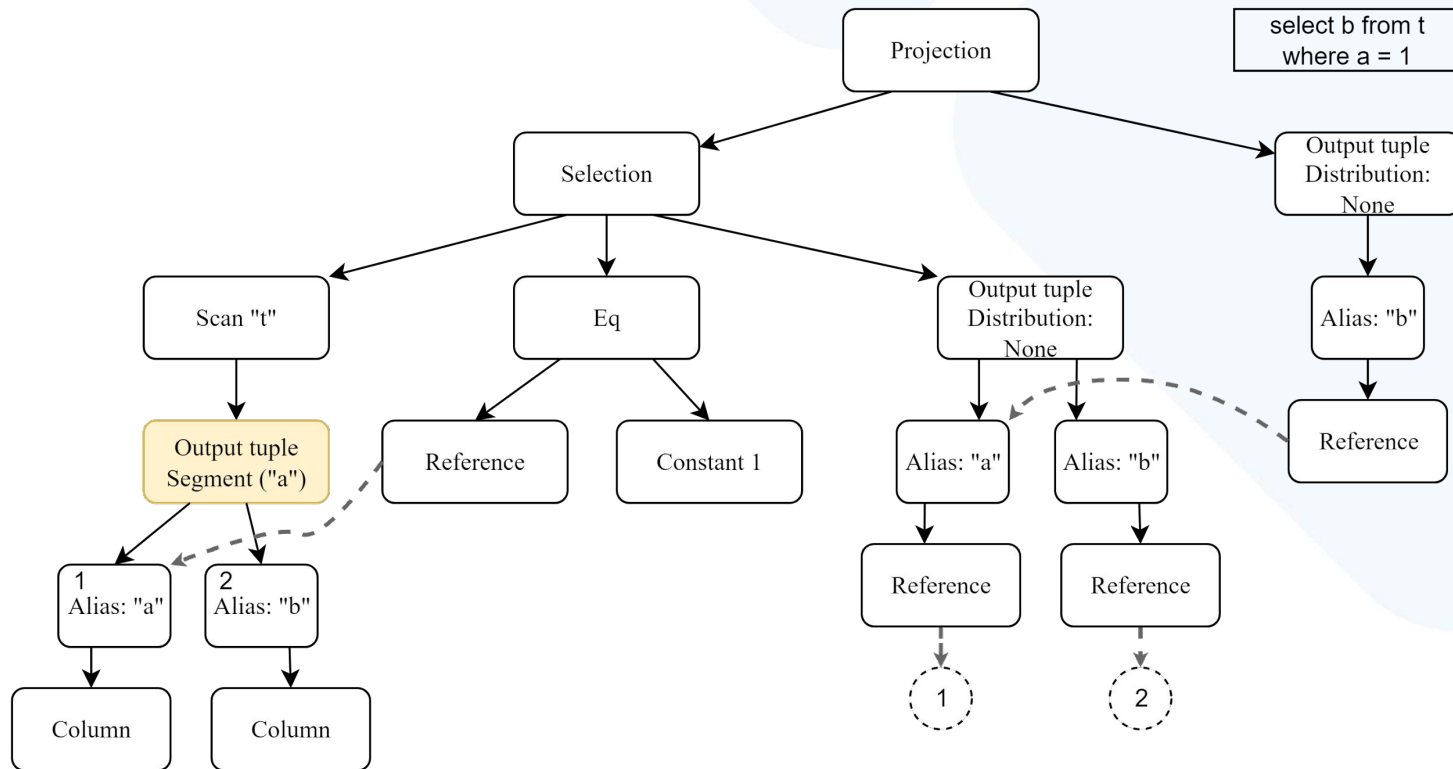 Projection
select b from t
where a = 1
Selection
Output tuple
Distribution:
None
Scan "t"
Eq
Output tuple
Distribution:
None
Alias: "b"
Output tuple
Segment ("a")
Reference
Constant 1
Alias: "a"
Alias: "b"
Reference
1
Alias: "a"
2
Alias: "b"
Reference
Reference
Column
Column
1
2